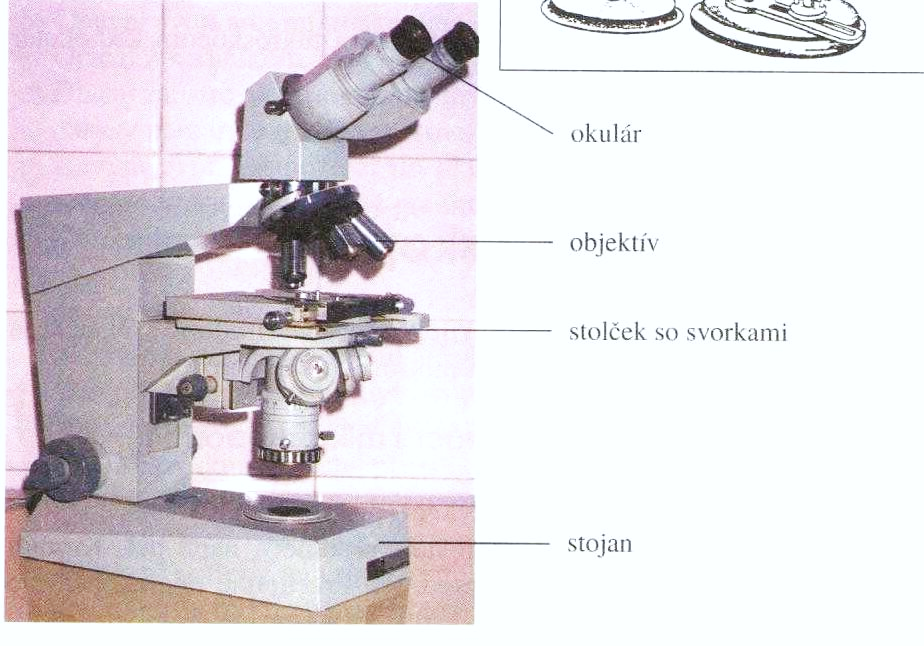 okulár
objektív
stolček so svorkami
stojan